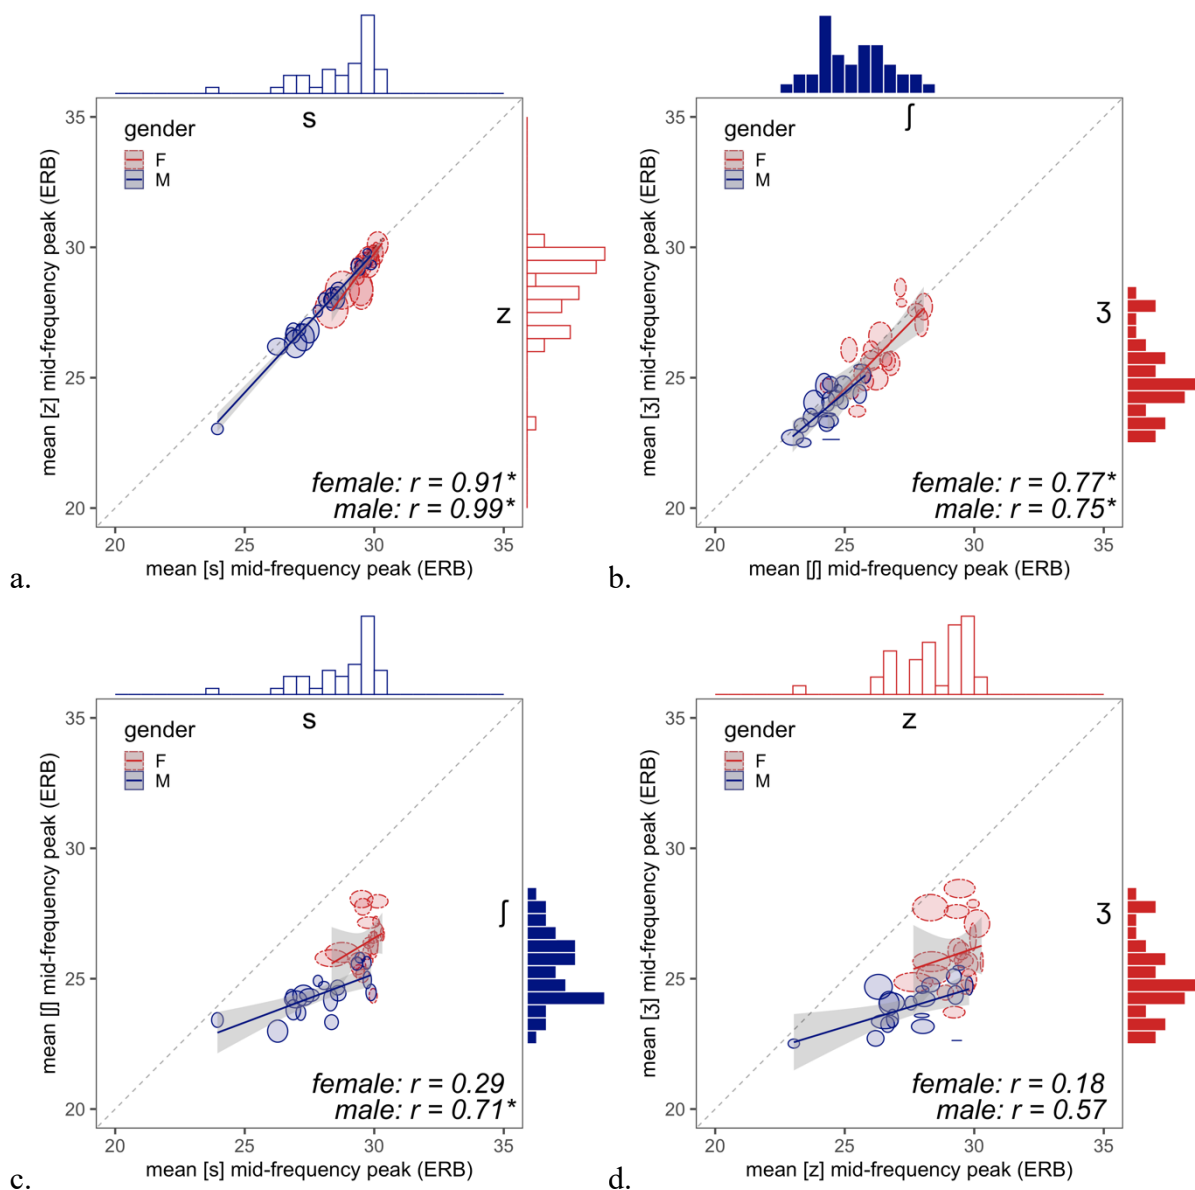 s
35
gender
F
M
30
z
25
20
female: r = 0.91*
male: r = 0.99*
20 25 30 35
mean [s] mid-frequency peak (ERB)
mean [z] mid-frequency peak (ERB)
a.
ʃ
35
gender
F
M
30
ʒ
25
20
female: r = 0.77*
male: r = 0.75*
20 25 30 35
mean [ʃ] mid-frequency peak (ERB)
mean [ʒ] mid-frequency peak (ERB)
b.
s
35
gender
F
M
30
ʃ
25
20
female: r = 0.29
male: r = 0.71*
20 25 30 35
mean [s] mid-frequency peak (ERB)
mean [ʃ] mid-frequency peak (ERB)
c.
z
35
gender
F
M
30
ʒ
25
20
female: r = 0.18
male: r = 0.57
20 25 30 35
mean [z] mid-frequency peak (ERB)
mean [ʒ] mid-frequency peak (ERB)
d.